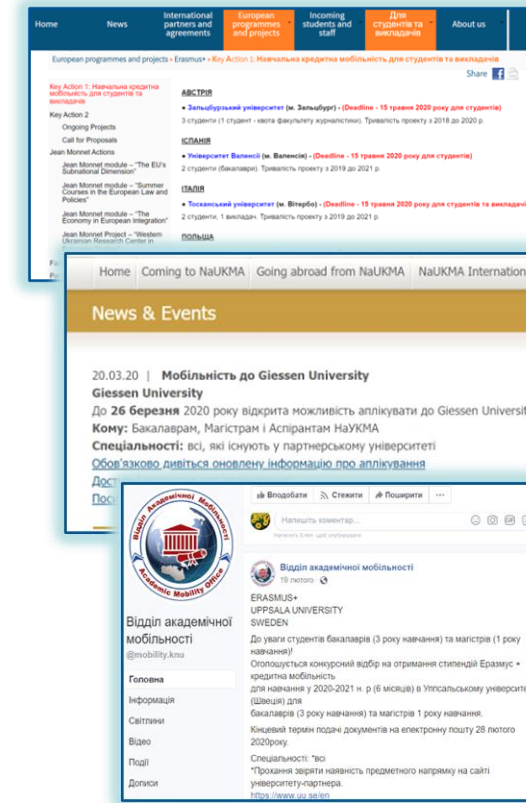 Home
News
International partners and agreements
European programmes and projects
Incoming students and staff
Для студентів та викладачів
About us
European programmes and projects » Erasmus+ » Key Action 1: Навчальна кредитна мобільність для студентів та викладачів
Share
Key Action 1: Навчальна кредитна
мобільність для студентів та
викладачів
Key Action 2
Ongoing Projects
Call for Proposals
Jean Monnet Actions
Jean Monnet module – "The EU's
Subnational Dimension"
Jean Monnet module – "Summer
Courses in the European Law and
Policies"
Jean Monnet module – "The
Economy in European Integration"
Jean Monnet Project – "Western
Ukrainian Research Center in
АВСТРІЯ
● Зальцбурзький університет (м. Зальцбург) - (Deadline - 15 травня 2020 року для студентів)
3 студенти (1 студент - квота факультету журналістики). Тривалість проекту з 2018 до 2020 р.
ІСПАНІЯ
● Університет Валенсії (м. Валенсія) - (Deadline - 15 травня 2020 року для студентів)
2 студенти (бакалаври). Тривалість проекту з 2019 до 2021 р.
ІТАЛІЯ
● Тосканський університет (м. Вітербо) - (Deadline - 15 травня 2020 року для студентів та викладачі
2 студенти, 1 викладач. Тривалість проекту з 2019 до 2021 р.
ПОЛЬЩА
Home Coming to NaUKMA Going abroad from NaUKMA NaUKMA Internation
News & Events
20.03.20 | Мобільність до Giessen University
Giessen University
До 26 березня 2020 року відкрита можливість аплікувати до Giessen Universit
Кому: Бакалаврам, Магістрам і Аспірантам НаУКМА
Спеціальності: всі, які існують у партнерському університеті
Обов'язково дивіться оновлену інформацію про аплікування
Дост
Поси
Відділ Академічної Мобільності
Academic Mobility Office
Відділ академічної
мобільності
@mobility.knu
Головна
Інформація
Світлини
Відео
Події
Дописи
Вподобати Стежити Поширити ...
Напишіть коментар...
Відділ академічної мобільності
19 лютого
ERASMUS+
UPPSALA UNIVERSITY
SWEDEN
До уваги студентів бакалаврів (3 року навчання) та магістрів (1 року
навчання)!
Оголошується конкурсний відбір на отримання стипендій Еразмус +
кредитна мобільність
для навчання у 2020-2021 н. р (6 місяців) в Уппсальському університе
(Швеція) для
бакалаврів (3 року навчання) та магістрів 1 року навчання.
Кінцевий термін подачі документів на електронну пошту 28 лютого
2020року.
Спеціальності: *всі
*Прохання звіряти наявність предметного напрямку на сайті
університету-партнера.
https://www.uu.se/en